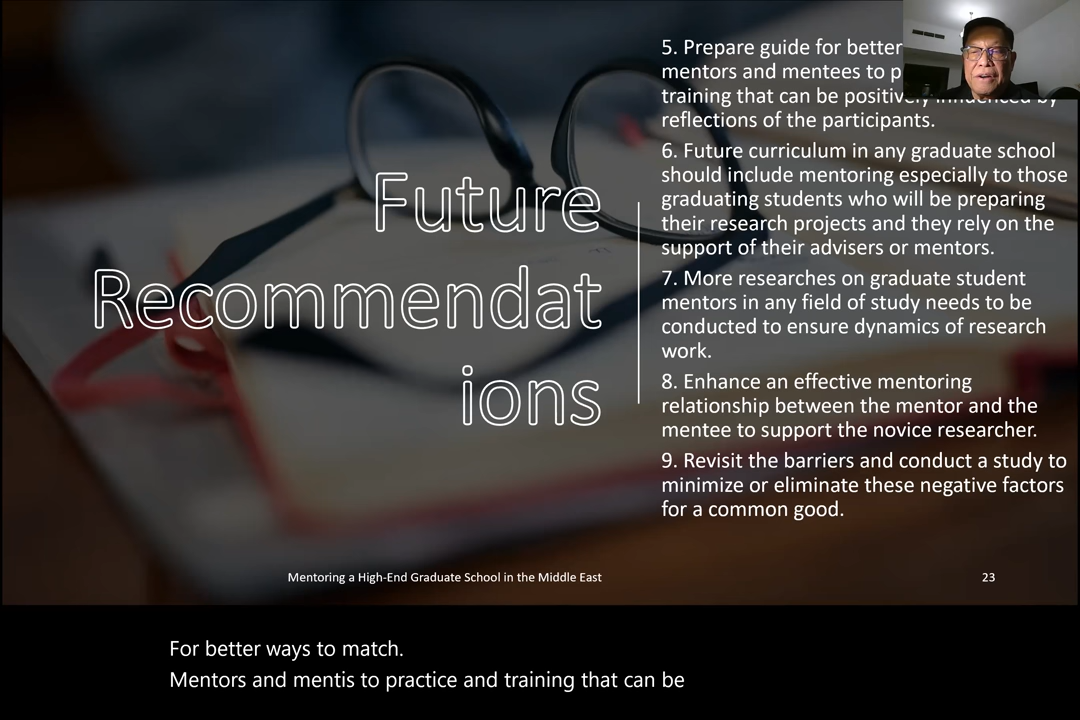 Future
Recommendat
ions
5. Prepare guide for better
mentors and mentees to p
training that can be positively influenced by
reflections of the participants.
6. Future curriculum in any graduate school
should include mentoring especially to those
graduating students who will be preparing
their research projects and they rely on the
support of their advisers or mentors.
7. More researches on graduate student
mentors in any field of study needs to be
conducted to ensure dynamics of research
work.
8. Enhance an effective mentoring
relationship between the mentor and the
mentee to support the novice researcher.
9. Revisit the barriers and conduct a study to
minimize or eliminate these negative factors
for a common good.
Mentoring a High-End Graduate School in the Middle East
23
For better ways to match.
Mentors and mentis to practice and training that can be